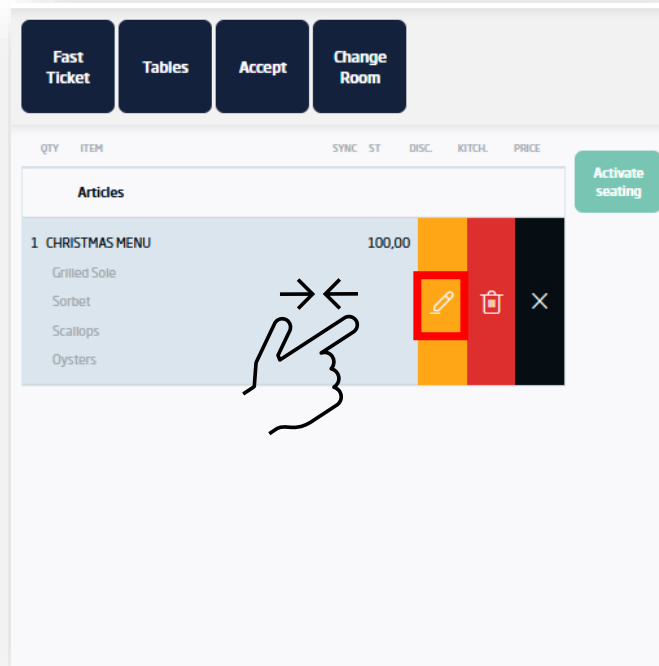 Fast
Ticket
Tables
Accept
Change
Room
QTY ITEM SYNC ST DISC. KITCH. PRICE
Activate
seating
Articles
1 CHRISTMAS MENU 100,00
Grilled Sole
Sorbet
Scallops
Oysters